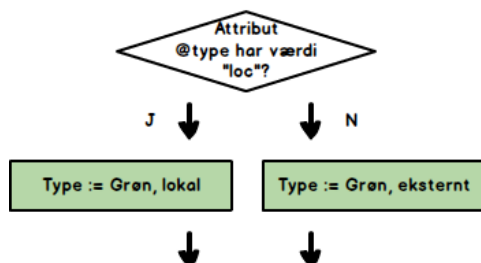 Attribut
@type har værdi
"loc"?
J
N
Type := Grøn, lokal
Type := Grøn, eksternt